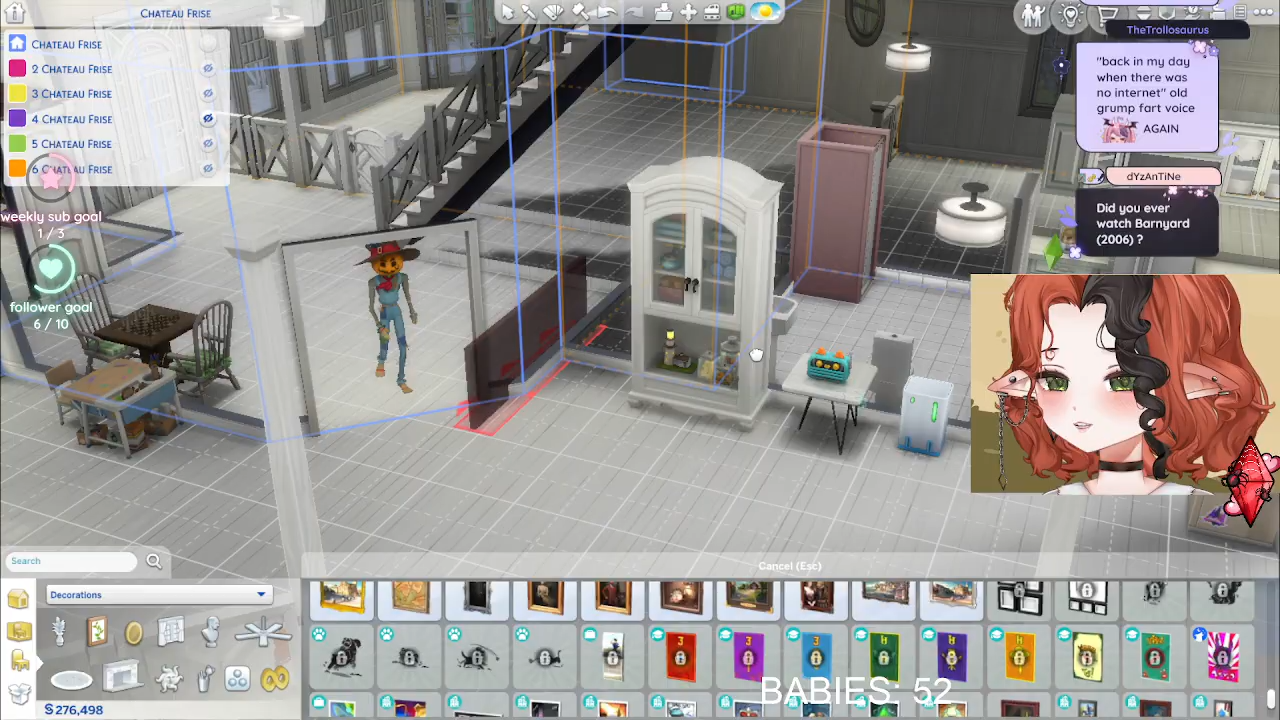 CHATEAU FRISE
CHATEAU FRISE
2 CHATEAU FRISE
3 CHATEAU FRISE
4 CHATEAU FRISE
5 CHATEAU FRISE
6 CHATEAU FRISE
weekly sub goal
1 / 3
follower goal
6 / 10
TheTrollosaurus
"back in my day
when there was
no internet" old
grump fart voice
AGAIN
dYzAnTiNe
Did you ever
watch Barnyard
(2006) ?
Search
Cancel (Esc)
Decorations
BABIES: 52
§276,498